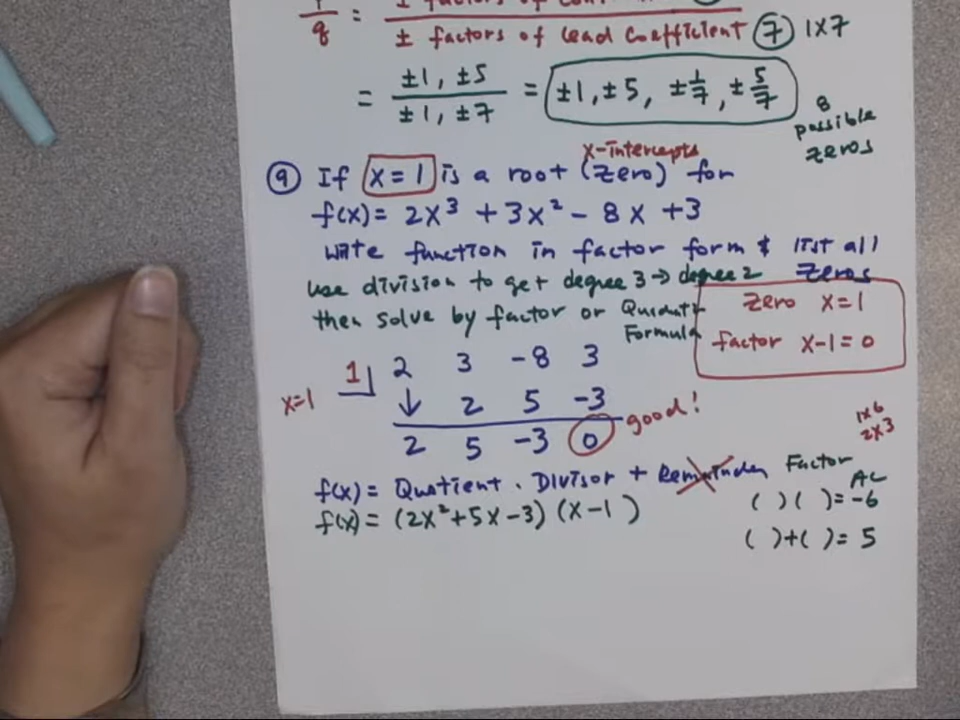 q = ± factors of Lead Coefficient 7 1x7
= ±1, ±5 / ±1, ±7 = ±1, ±5, ±1/7, ±5/7
8 possible zeros
x-intercepts
9 If x = 1 is a root (zero) for
f(x) = 2x³ + 3x² - 8x + 3
write function in factor form & list all zeros
use division to get degree 3 → degree 2
then solve by factor or
Formula
zero x = 1
factor x-1 = 0
x=1 1 2 3 -8 3
↓ 2 5 -3
2 5 -3 0 good!
1x6
2x3
f(x) = Quotient · Divisor + Remainder
Factor
AC
( )( ) = -6
f(x) = (2x² + 5x - 3) (x - 1 )
( ) + ( ) = 5